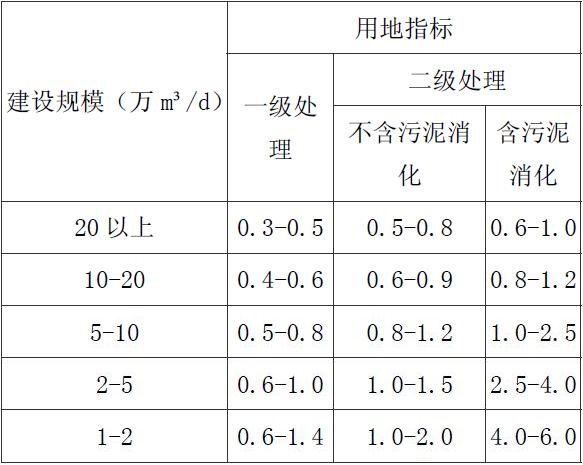 用地指标
建设规模（万 m³/d）
一级处
理
二级处理
不含污泥消
化
含污泥
消化
20 以上 0.3-0.5 0.5-0.8 0.6-1.0
10-20 0.4-0.6 0.6-0.9 0.8-1.2
5-10 0.5-0.8 0.8-1.2 1.0-2.5
2-5 0.6-1.0 1.0-1.5 2.5-4.0
1-2 0.6-1.4 1.0-2.0 4.0-6.0